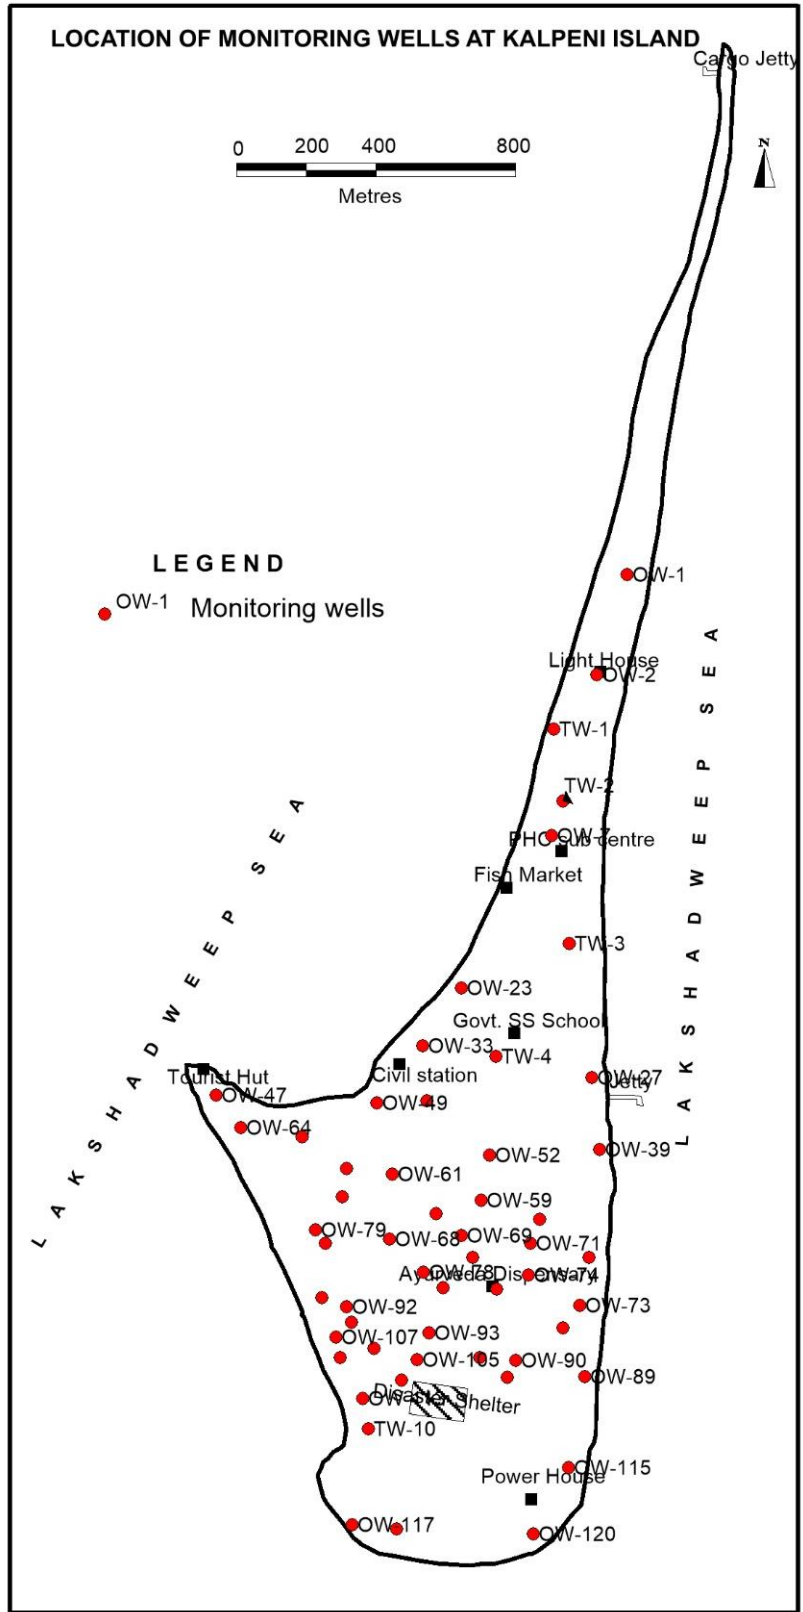 LOCATION OF MONITORING WELLS AT KALPENI ISLAND
Cargo Jetty
0 200 400 800
Metres
N
LEGEND
OW-1
Monitoring wells
OW-1
Light House
OW-2
TW-1
TW-2
OW-7
PHC sub centre
Fish Market
TW-3
OW-23
Govt. SS School
OW-33
TW-4
Civil station
OW-27
Jetty
Tourist Hut
OW-47
OW-49
OW-64
OW-39
OW-52
OW-61
OW-59
OW-79
OW-68
OW-69
OW-71
OW-78
Ayurveda Dispensary
OW-74
OW-92
OW-73
OW-107
OW-93
OW-105
OW-90
OW-89
Disaster Shelter
TW-10
OW-115
Power House
OW-117
OW-120
LAKSHADWEEP SEA
LAKSHADWEEP SEA